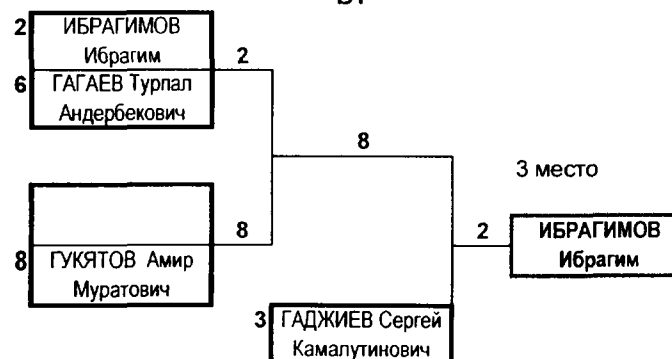 2 ИБРАГИМОВ
Ибрагим
2
6 ГАГАЕВ Турпал
Андербекович
8
3 место
8
2
ИБРАГИМОВ
Ибрагим
8 ГУКЯТОВ Амир
Муратович
3 ГАДЖИЕВ Сергей
Камалутинович